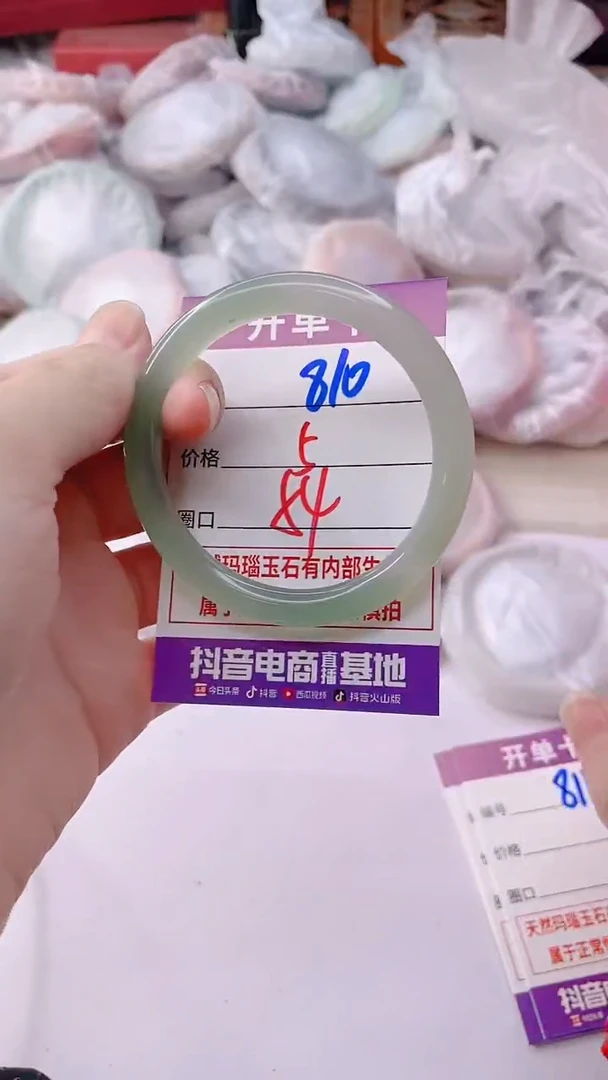 开单卡
810
价格 5
圈口 54
玛瑙玉石有内部
属
慎拍
抖音电商直播基地
今日头条 抖音 西瓜视频 抖音火山版
开单卡
编号 81
价格
圈口
天然玛瑙玉石
属于正常
抖音